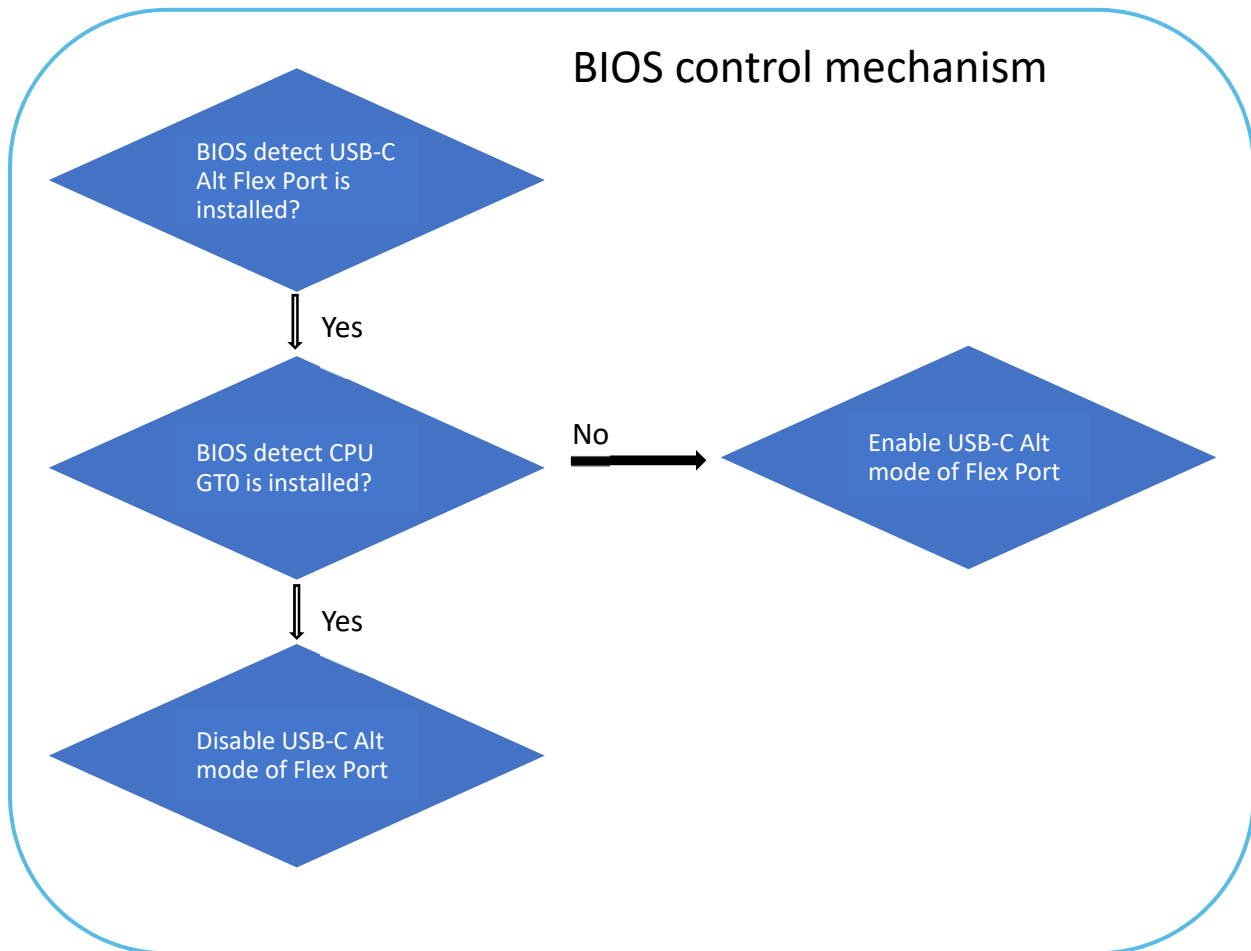 BIOS control mechanism
BIOS detect USB-C
Alt Flex Port is
installed?
Yes
BIOS detect CPU
GT0 is installed?
No
Enable USB-C Alt
mode of Flex Port
Yes
Disable USB-C Alt
mode of Flex Port